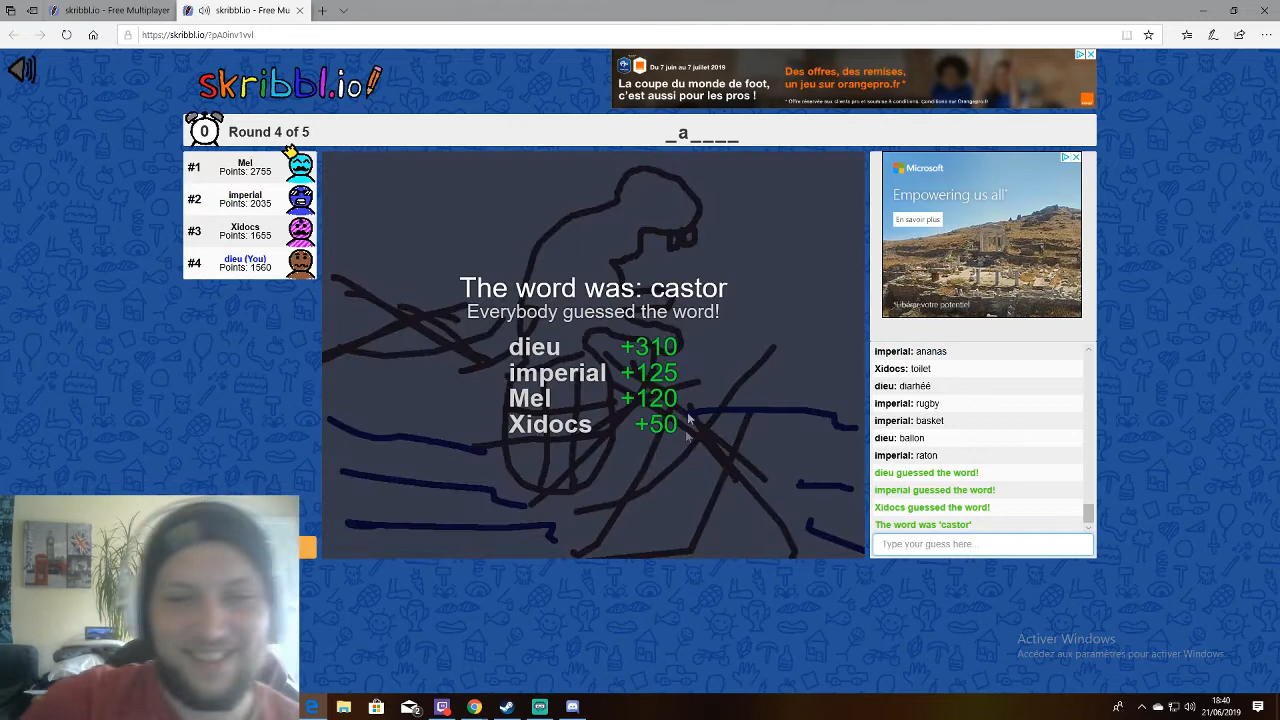 skribbl.io - Free Multiplayer
skribbl.io - Free Mu
https://skribbl.io/?pA0inv1vvl
skribbl.io
Du 7 juin au 7 juillet 2019
La coupe du monde de foot,
c'est aussi pour les pros !
Des offres, des remises,
un jeu sur orangepro.fr*
0
Round 4 of 5
_a____
#1
Mel
Points: 2755
#2
imperial
Points: 2035
#3
Xidocs
Points: 1655
#4
dieu (You)
Points: 1560
The word was: castor
Everybody guessed the word!
dieu +310
imperial +125
Mel +120
Xidocs +50
Microsoft
Empowering us all*
En savoir plus
*Libérer votre potentiel
imperial: ananas
Xidocs: toilet
dieu: diarhéé
imperial: rugby
imperial: basket
dieu: ballon
imperial: raton
dieu guessed the word!
imperial guessed the word!
Xidocs guessed the word!
The word was 'castor'
Type your guess here...
Activer Windows
Accédez aux paramètres pour activer Windows.
18:40
21/06/2019